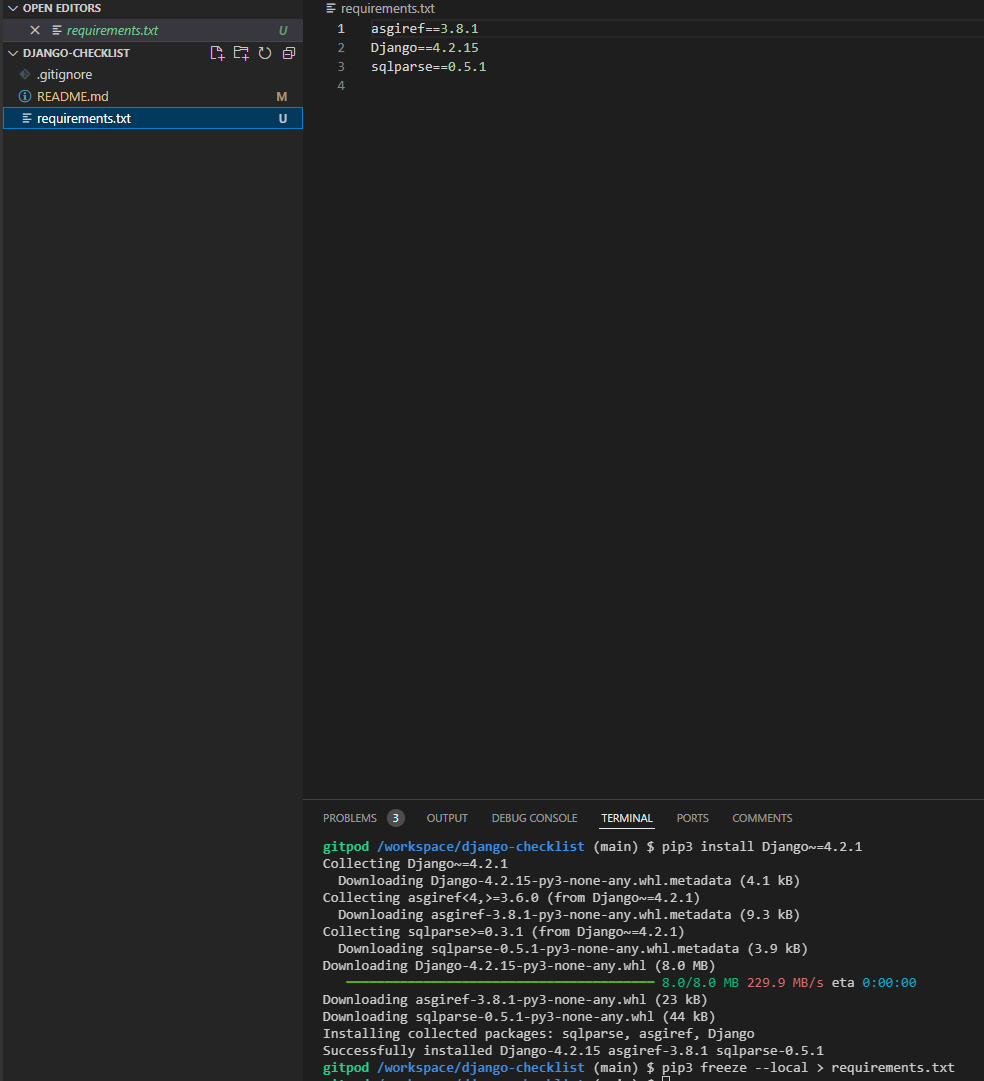 OPEN EDITORS
requirements.txt U
DJANGO-CHECKLIST
.gitignore
README.md M
requirements.txt U
requirements.txt
1 asgiref==3.8.1
2 Django==4.2.15
3 sqlparse==0.5.1
4
PROBLEMS 3 OUTPUT DEBUG CONSOLE TERMINAL PORTS COMMENTS
gitpod /workspace/django-checklist (main) $ pip3 install Django~=4.2.1
Collecting Django~=4.2.1
  Downloading Django-4.2.15-py3-none-any.whl.metadata (4.1 kB)
Collecting asgiref<4,>=3.6.0 (from Django~=4.2.1)
  Downloading asgiref-3.8.1-py3-none-any.whl.metadata (9.3 kB)
Collecting sqlparse>=0.3.1 (from Django~=4.2.1)
  Downloading sqlparse-0.5.1-py3-none-any.whl.metadata (3.9 kB)
Downloading Django-4.2.15-py3-none-any.whl (8.0 MB)
8.0/8.0 MB 229.9 MB/s eta 0:00:00
Downloading asgiref-3.8.1-py3-none-any.whl (23 kB)
Downloading sqlparse-0.5.1-py3-none-any.whl (44 kB)
Installing collected packages: sqlparse, asgiref, Django
Successfully installed Django-4.2.15 asgiref-3.8.1 sqlparse-0.5.1
gitpod /workspace/django-checklist (main) $ pip3 freeze --local > requirements.txt